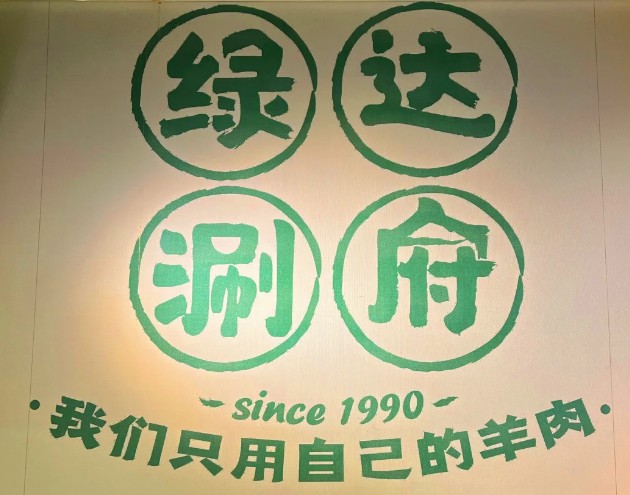 绿达
涮府
- since 1990 -
·我们只用自己的羊肉·